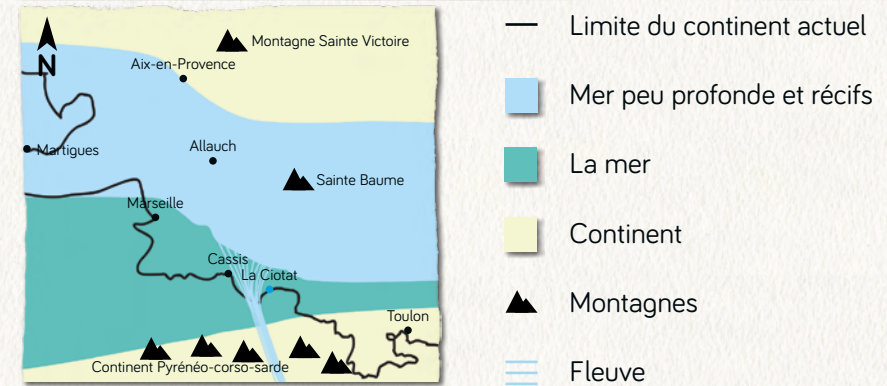 N
Montagne Sainte Victoire
Aix-en-Provence
Martigues
Allauch
Sainte Baume
Marseille
Cassis
La Ciotat
Toulon
Continent Pyrénéo-corso-sarde
Limite du continent actuel
Mer peu profonde et récifs
La mer
Continent
Montagnes
Fleuve